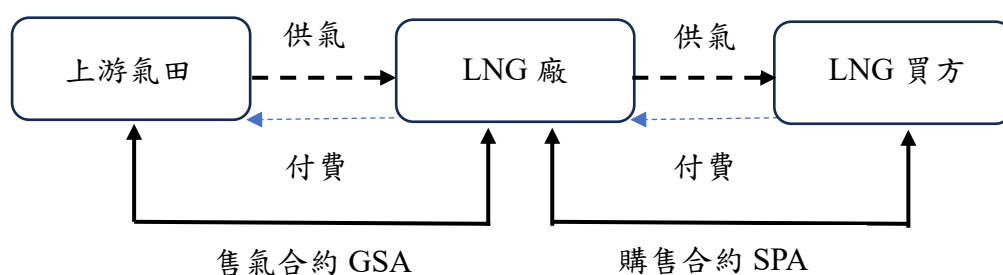 供氣
供氣
上游氣田
LNG 廠
LNG 買方
付費
付費
售氣合約 GSA
購售合約 SPA